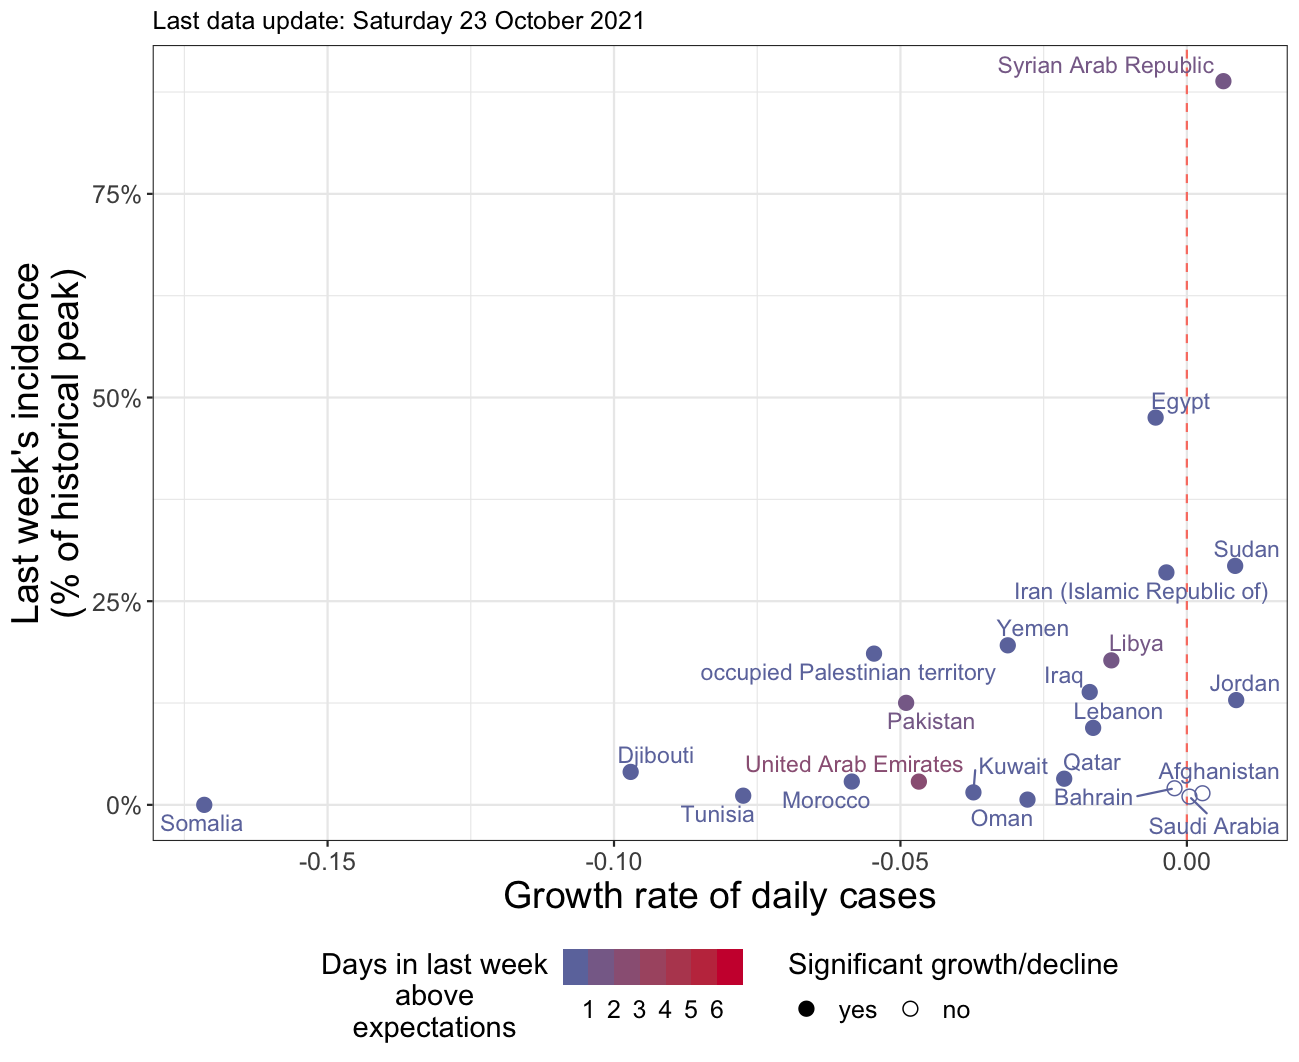 Last data update: Saturday 23 October 2021
Syrian Arab Republic
75%
Last week's incidence
(% of historical peak)
50%
Egypt
Sudan
25%
Iran (Islamic Republic of)
Yemen
Libya
occupied Palestinian territory
Iraq
Jordan
Pakistan
Lebanon
Djibouti
United Arab Emirates
Kuwait
Qatar
Afghanistan
0%
Tunisia
Morocco
Bahrain
Somalia
Oman
Saudi Arabia
-0.15
-0.10
-0.05
0.00
Growth rate of daily cases
Days in last week
above
expectations
1 2 3 4 5 6
Significant growth/decline
yes
no